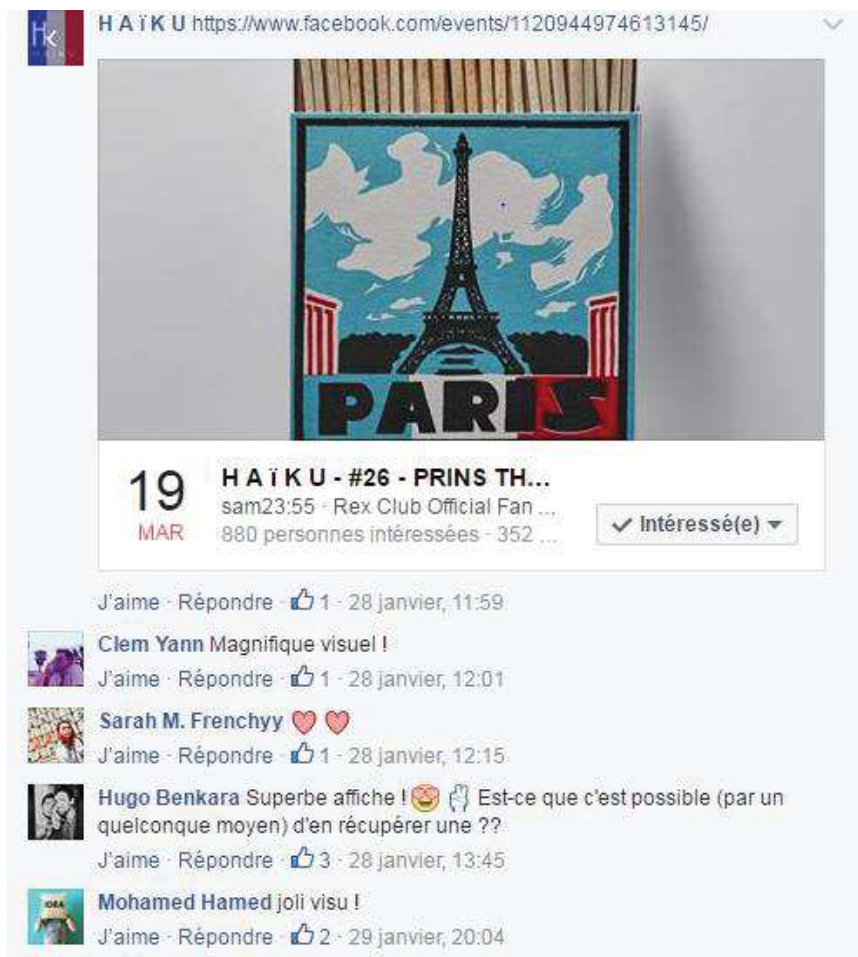 H A ï K U https://www.facebook.com/events/1120944974613145/
PARIS
19
MAR
H A ï K U - #26 - PRINS TH...
sam23:55 · Rex Club Official Fan ...
880 personnes intéressées · 352 ...
Intéressé(e)
J'aime · Répondre · 1 · 28 janvier, 11:59
Clem Yann Magnifique visuel !
J'aime · Répondre · 1 · 28 janvier, 12:01
Sarah M. Frenchyy
J'aime · Répondre · 1 · 28 janvier, 12:15
Hugo Benkara Superbe affiche ! Est-ce que c'est possible (par un
quelconque moyen) d'en récupérer une ??
J'aime · Répondre · 3 · 28 janvier, 13:45
IDEA
Mohamed Hamed joli visu !
J'aime · Répondre · 2 · 29 janvier, 20:04